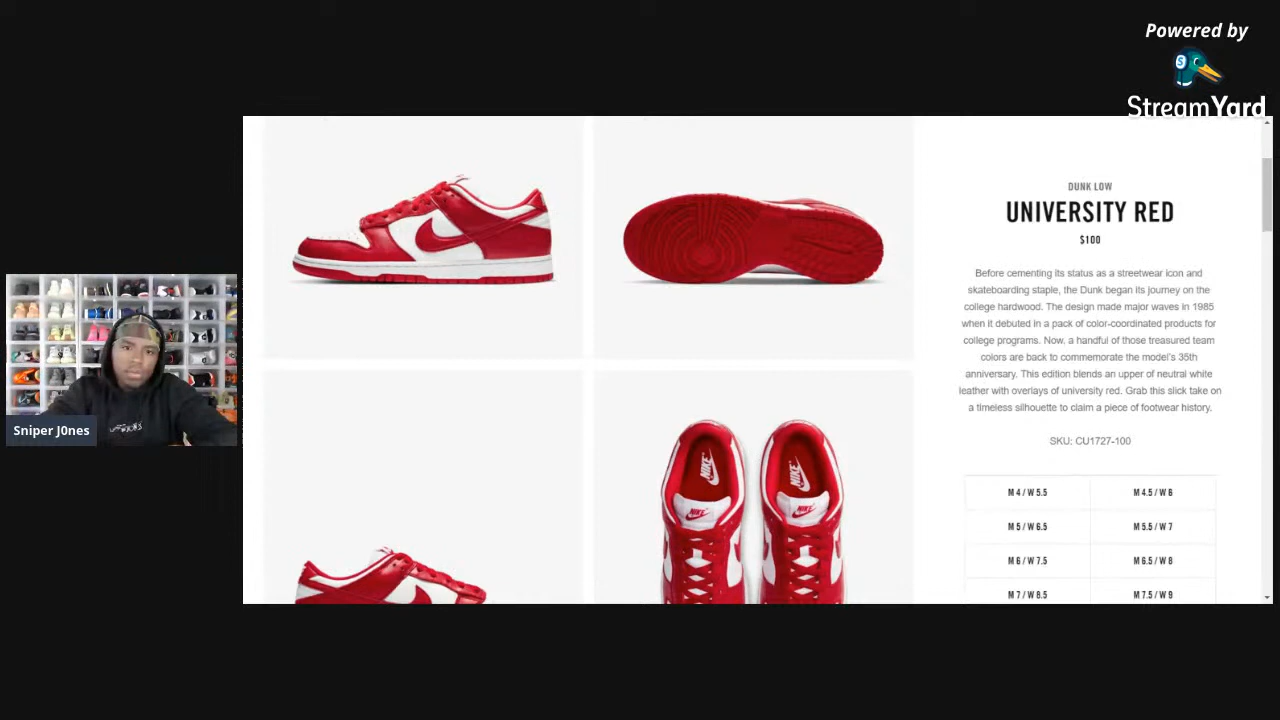 Powered by
StreamYard
DUNK LOW
UNIVERSITY RED
$100
Before cementing its status as a streetwear icon and
skateboarding staple, the Dunk began its journey on the
college hardwood. The design made major waves in 1985
when it debuted in a pack of color-coordinated products for
college programs. Now, a handful of those treasured team
colors are back to commemorate the model's 35th
anniversary. This edition blends an upper of neutral white
leather with overlays of university red. Grab this slick take on
a timeless silhouette to claim a piece of footwear history.
SKU: CU1727-100
M 4 / W 5.5
M 4.5 / W 6
M 5 / W 6.5
M 5.5 / W 7
M 6 / W 7.5
M 6.5 / W 8
M 7 / W 8.5
M 7.5 / W 9
Sniper J0nes
NIKE
NIKE
NIKE
NIKE